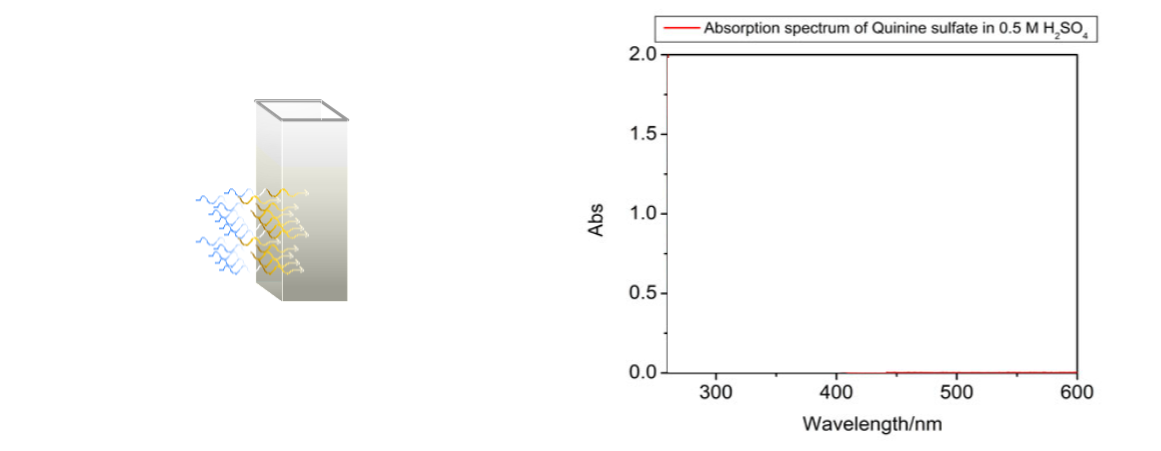 Absorption spectrum of Quinine sulfate in 0.5 M H₂SO₄
2.0
1.5
1.0
0.5
0.0
Abs
300 400 500 600
Wavelength/nm